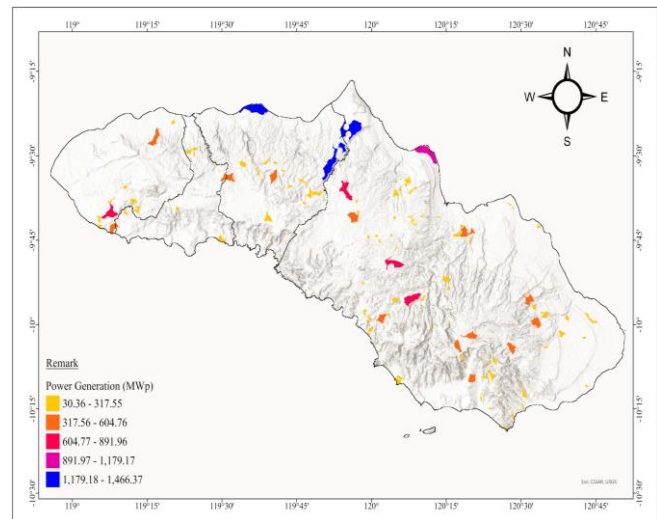 119° 119°15' 119°30' 119°45' 120° 120°15' 120°30' 120°45'
N
W E
S
-9°15' -9°15'
-9°30' -9°30'
-9°45' -9°45'
-10° -10°
-10°15' -10°15'
-10°30' -10°30'
Remark
Power Generation (MWp)
30.36 - 317.55
317.56 - 604.76
604.77 - 891.96
891.97 - 1,179.17
1,179.18 - 1,466.37
Esri, CGIAR, USGS
119° 119°15' 119°30' 119°45' 120° 120°15' 120°30' 120°45'